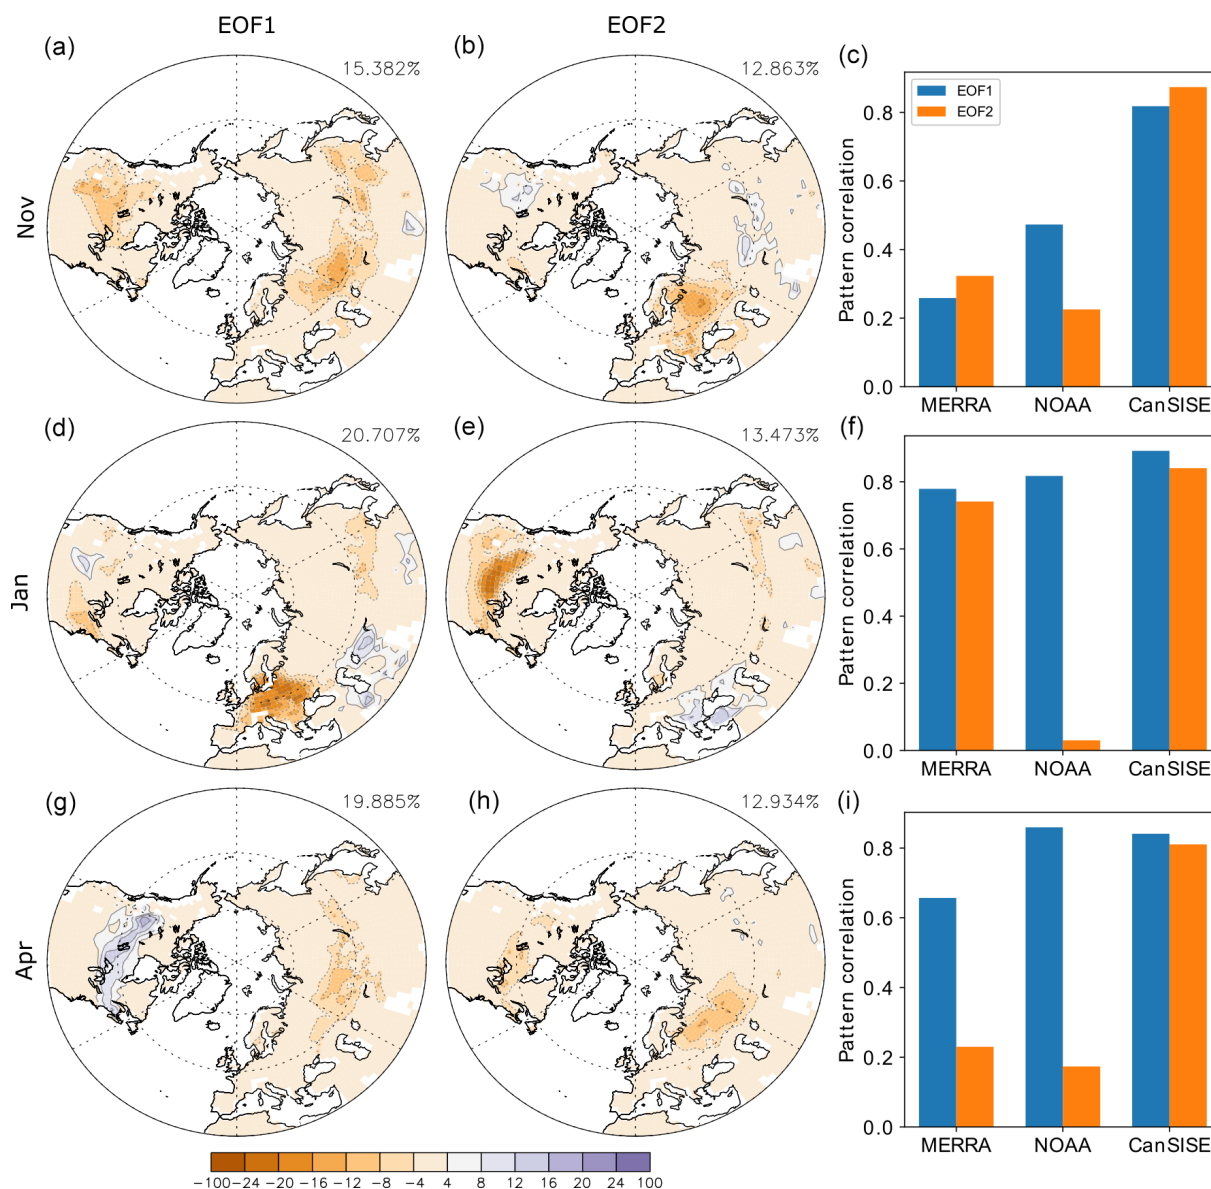 EOF1
EOF2
(a)
15.382%
(b)
12.863%
(c)
Nov
Pattern correlation
0.8
0.6
0.4
0.2
0.0
EOF1
EOF2
MERRA
NOAA
CanSISE
(d)
20.707%
(e)
13.473%
(f)
Jan
Pattern correlation
0.8
0.6
0.4
0.2
0.0
MERRA
NOAA
CanSISE
(g)
19.885%
(h)
12.934%
(i)
Apr
Pattern correlation
0.8
0.6
0.4
0.2
0.0
MERRA
NOAA
CanSISE
−100 −24 −20 −16 −12 −8 −4 4 8 12 16 20 24 100